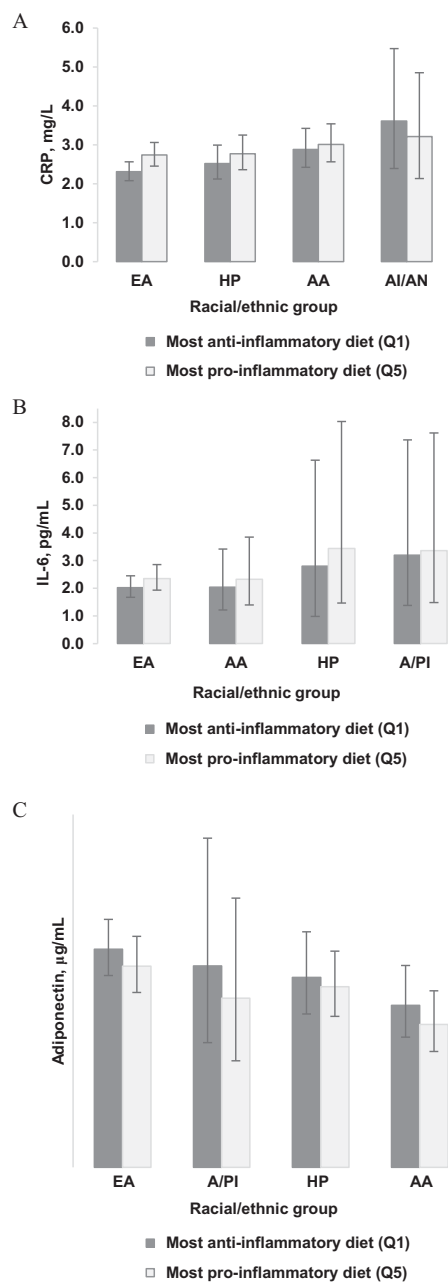 A
6.0
5.0
4.0
3.0
2.0
1.0
0.0
CRP, mg/L
EA HP AA AI/AN
Racial/ethnic group
Most anti-inflammatory diet (Q1)
Most pro-inflammatory diet (Q5)
B
8.0
7.0
6.0
5.0
4.0
3.0
2.0
1.0
0.0
IL-6, pg/mL
EA AA HP A/PI
Racial/ethnic group
Most anti-inflammatory diet (Q1)
Most pro-inflammatory diet (Q5)
C
Adiponectin, µg/mL
EA A/PI HP AA
Racial/ethnic group
Most anti-inflammatory diet (Q1)
Most pro-inflammatory diet (Q5)